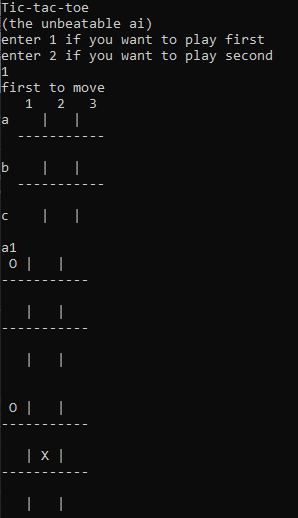 Tic-tac-toe
(the unbeatable ai)
enter 1 if you want to play first
enter 2 if you want to play second
1
first to move
   1   2   3
a    |   |
  -----------
b    |   |
  -----------
c    |   |
a1
 O |   |
-----------
   |   |
-----------
   |   |
 O |   |
-----------
   | X |
-----------
   |   |